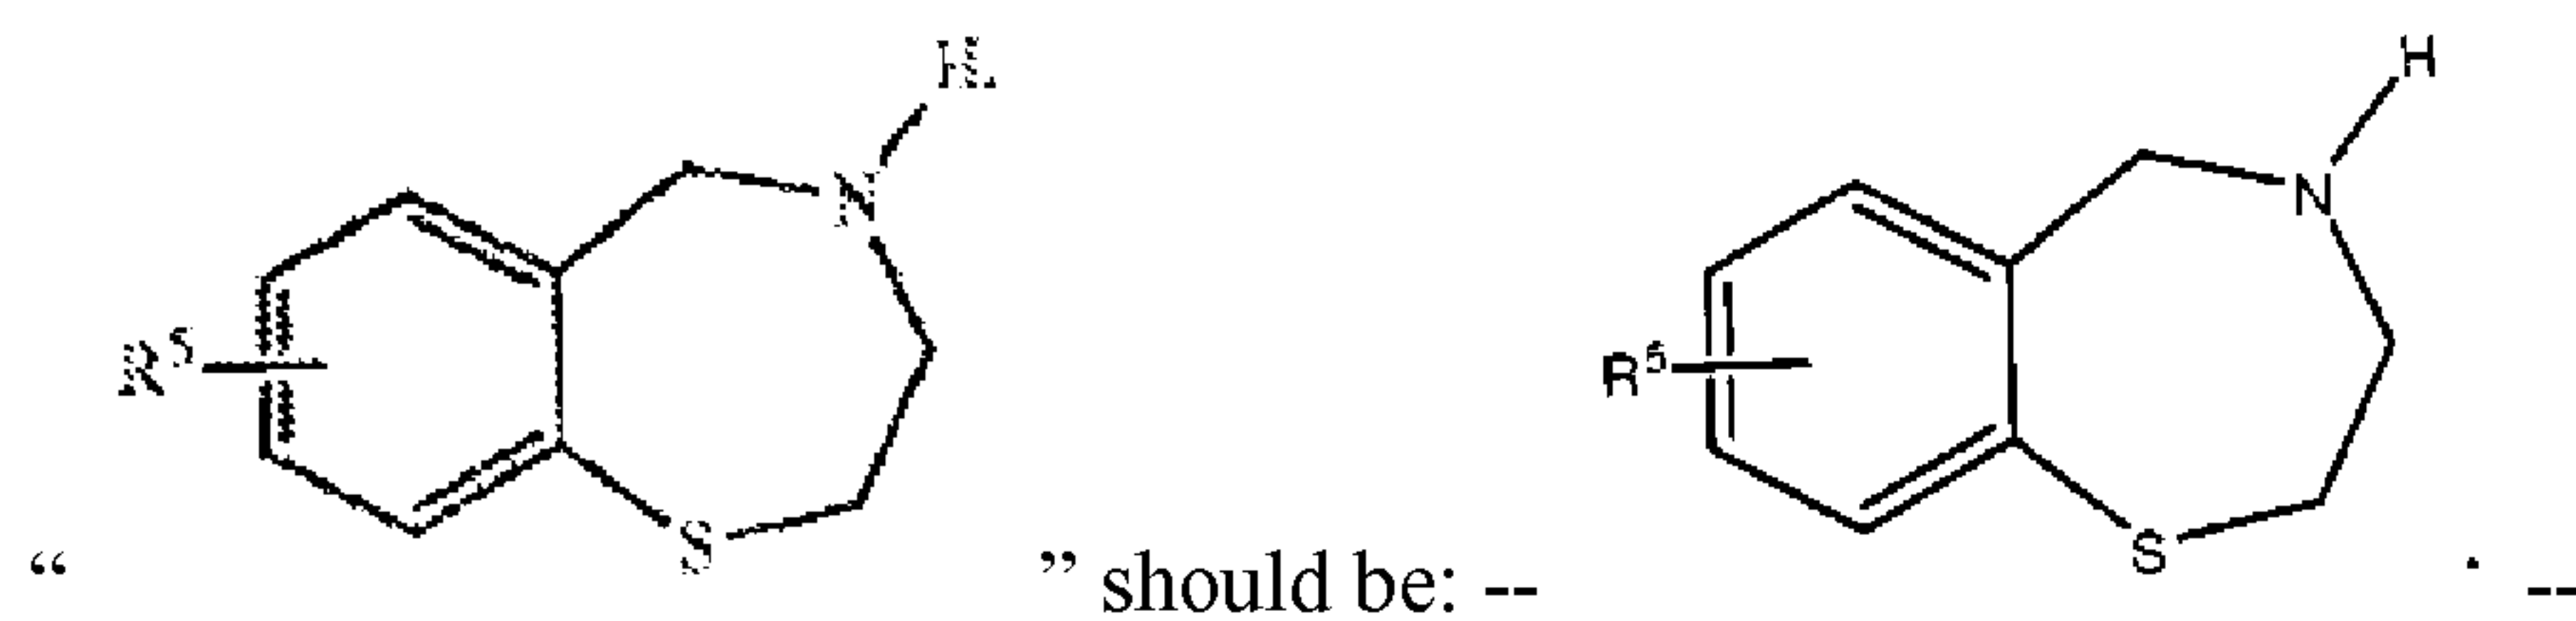 H.
N
R5
S
“ ” should be: --
H
N
R5
S
. --